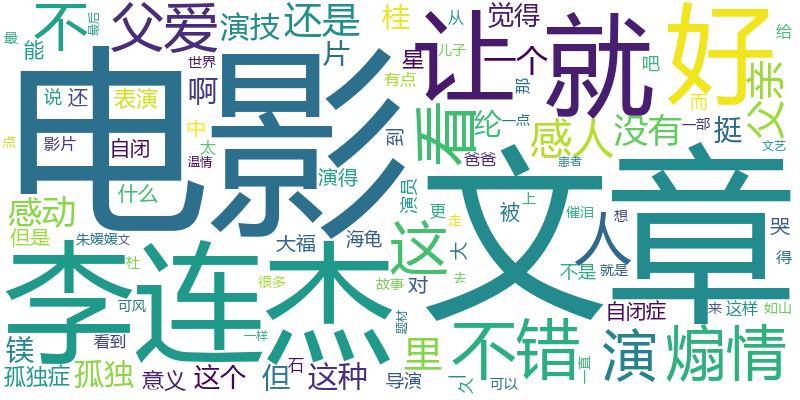 不 父爱 演技 还是 桂 从 觉得 最 能 最后 片 星 儿子 一个 那 吧 给
让 就 好
世界 有点 而 父亲
说 还 表演 啊 看 纶 一点 感人 没有 挺
电影
中 到 一部
点 影片 自闭 太 温情 爸爸 患者 文艺
什么 演得 演员 文章
感动 更 被 上 催泪 想
但是 朱媛媛文 大福 海龟 这 大 走 人 哭
李连杰
杜 对 去 不是 就是 得
可风 很多 故事 自闭症 来 这样 如山
镁 看到 一样 题材 里 不错 演 煽情
孤独症 孤独 意义 这个 但 石 这种 导演 久 可以 一直